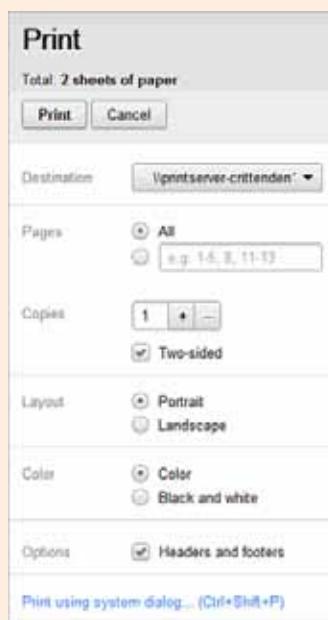 Print
Total: 2 sheets of paper
Print Cancel
Destination \\printserver-crittenden'
Pages All
e.g. 1-5, 8, 11-13
Copies 1 + –
Two-sided
Layout Portrait
Landscape
Color Color
Black and white
Options Headers and footers
Print using system dialog... (Ctrl+Shift+P)